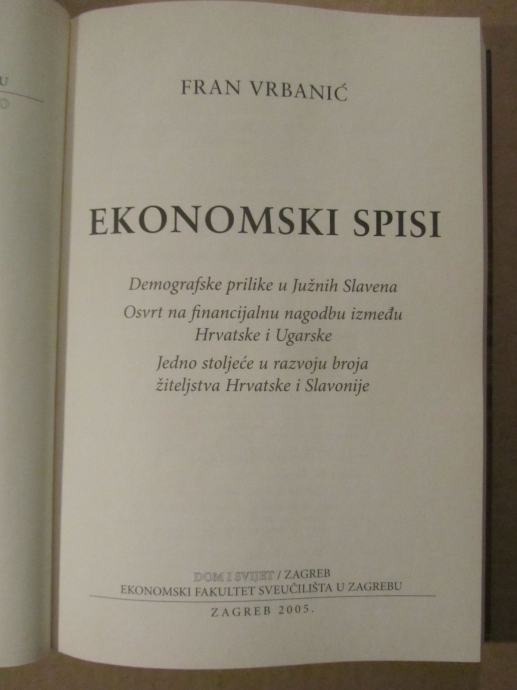 U
FRAN VRBANIĆ
EKONOMSKI SPISI
Demografske prilike u Južnih Slavena
Osvrt na financijalnu nagodbu između
Hrvatske i Ugarske
Jedno stoljeće u razvoju broja
žiteljstva Hrvatske i Slavonije
DOM I SVIJET / ZAGREB
EKONOMSKI FAKULTET SVEUČILIŠTA U ZAGREBU
ZAGREB 2005.